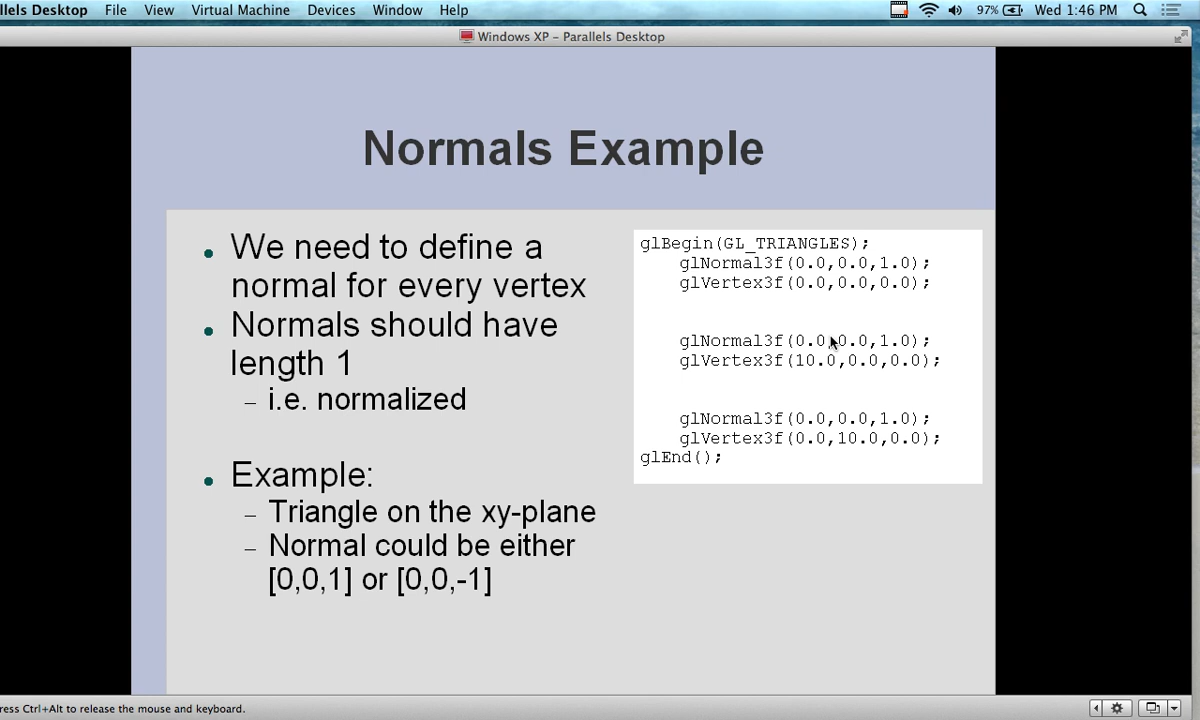 llels Desktop File View Virtual Machine Devices Window Help 97% Wed 1:46 PM
Windows XP – Parallels Desktop
Normals Example
• We need to define a
normal for every vertex
• Normals should have
length 1
– i.e. normalized
• Example:
– Triangle on the xy-plane
– Normal could be either
[0,0,1] or [0,0,-1]
glBegin(GL_TRIANGLES);
glNormal3f(0.0,0.0,1.0);
glVertex3f(0.0,0.0,0.0);
glNormal3f(0.0,0.0,1.0);
glVertex3f(10.0,0.0,0.0);
glNormal3f(0.0,0.0,1.0);
glVertex3f(0.0,10.0,0.0);
glEnd();
ress Ctrl+Alt to release the mouse and keyboard.